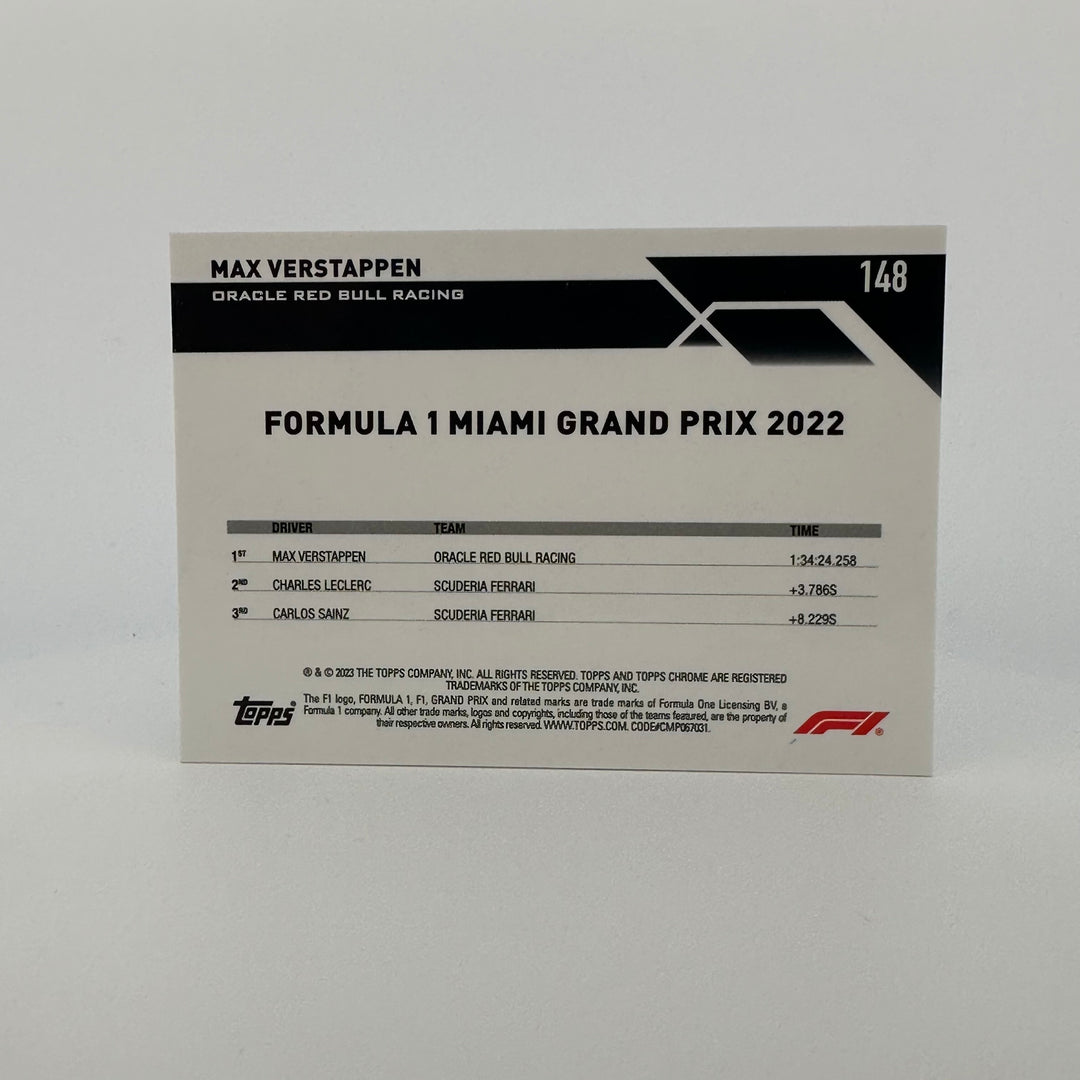 MAX VERSTAPPEN
148
ORACLE RED BULL RACING
FORMULA 1 MIAMI GRAND PRIX 2022
DRIVER TEAM TIME
1ST MAX VERSTAPPEN ORACLE RED BULL RACING 1:34:24.258
2ND CHARLES LECLERC SCUDERIA FERRARI +3.786S
3RD CARLOS SAINZ SCUDERIA FERRARI +8.229S
® & © 2023 THE TOPPS COMPANY, INC. ALL RIGHTS RESERVED. TOPPS AND TOPPS CHROME ARE REGISTERED
TRADEMARKS OF THE TOPPS COMPANY, INC.
The F1 logo, FORMULA 1, F1, GRAND PRIX and related marks are trade marks of Formula One Licensing BV, a
Formula 1 company. All other trade marks, logos and copyrights, including those of the teams featured, are the property of
their respective owners. All rights reserved. WWW.TOPPS.COM. CODE#CMP067031.
topps®
F1®